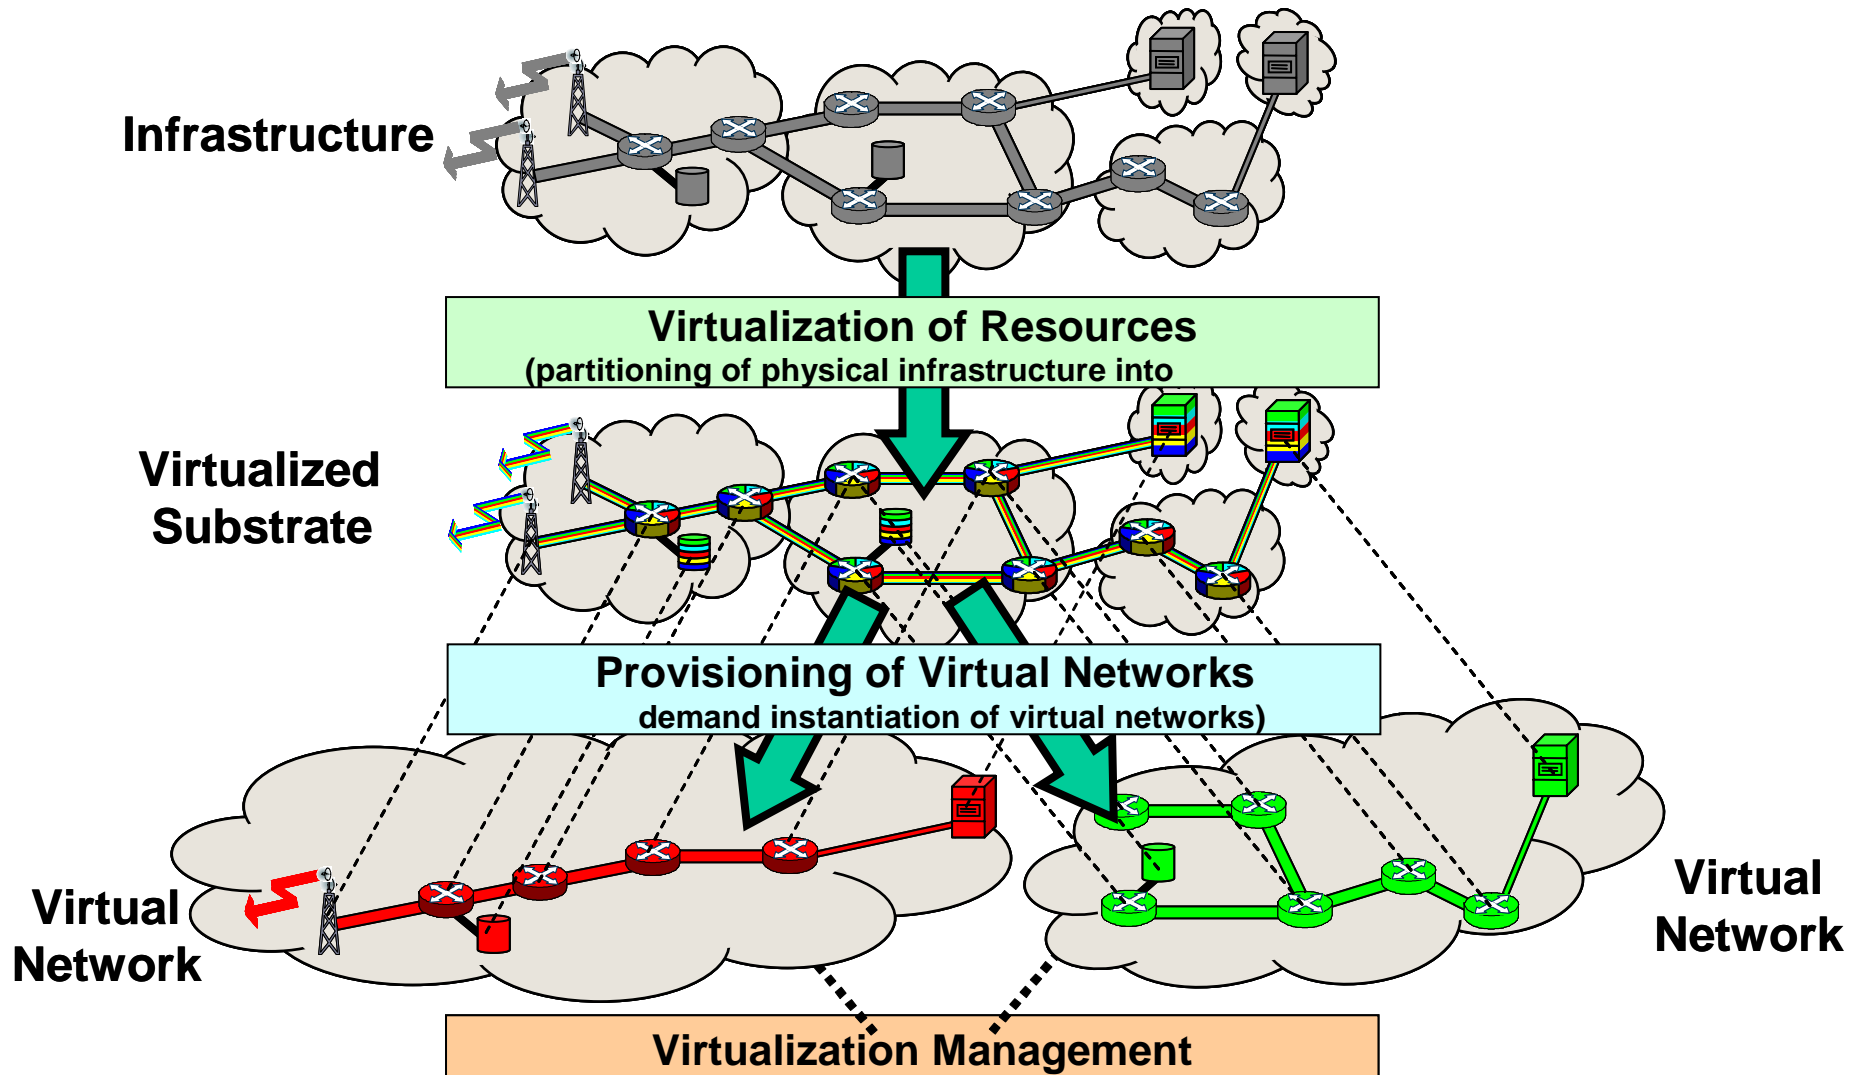 Infrastructure
Virtualization of Resources
(partitioning of physical infrastructure into
Virtualized
Substrate
Provisioning of Virtual Networks
demand instantiation of virtual networks)
Virtual
Network
Virtual
Network
Virtualization Management